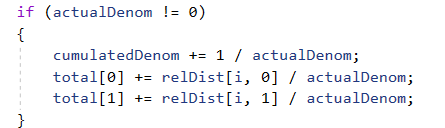 if (actualDenom != 0)
{
    cumulatedDenom += 1 / actualDenom;
    total[0] += relDist[i, 0] / actualDenom;
    total[1] += relDist[i, 1] / actualDenom;
}